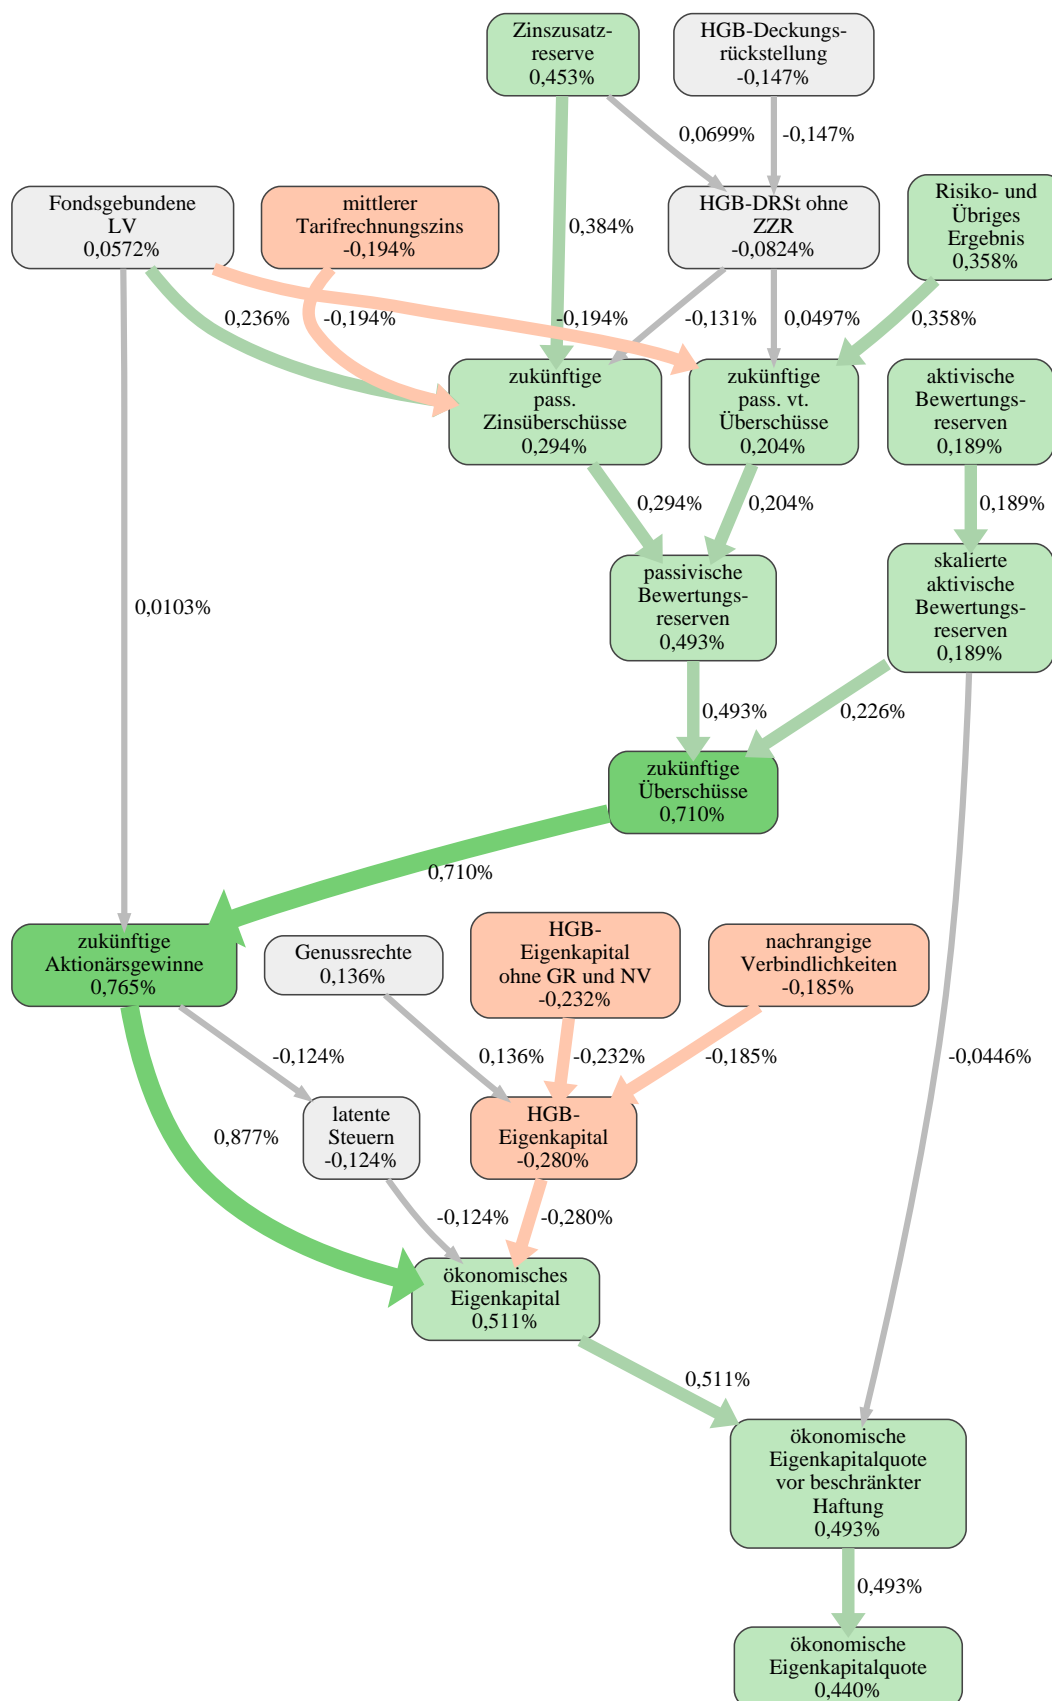 Zinszusatz-
reserve
0,453%
HGB-Deckungs-
rückstellung
-0,147%
0,0699%
-0,147%
Fondsgebundene
LV
0,0572%
mittlerer
Tarifrechnungszins
-0,194%
0,384%
HGB-DRSt ohne
ZZR
-0,0824%
Risiko- und
Übriges
Ergebnis
0,358%
0,236%
-0,194%
-0,194%
-0,131%
0,0497%
0,358%
zukünftige
pass.
Zinsüberschüsse
0,294%
zukünftige
pass. vt.
Überschüsse
0,204%
aktivische
Bewertungs-
reserven
0,189%
0,294%
0,204%
0,189%
passivische
Bewertungs-
reserven
0,493%
skalierte
aktivische
Bewertungs-
reserven
0,189%
0,0103%
0,493%
0,226%
zukünftige
Überschüsse
0,710%
0,710%
zukünftige
Aktionärsgewinne
0,765%
Genussrechte
0,136%
HGB-
Eigenkapital
ohne GR und NV
-0,232%
nachrangige
Verbindlichkeiten
-0,185%
-0,124%
0,136%
-0,232%
-0,185%
-0,0446%
0,877%
latente
Steuern
-0,124%
HGB-
Eigenkapital
-0,280%
-0,124%
-0,280%
ökonomisches
Eigenkapital
0,511%
0,511%
ökonomische
Eigenkapitalquote
vor beschränkter
Haftung
0,493%
0,493%
ökonomische
Eigenkapitalquote
0,440%